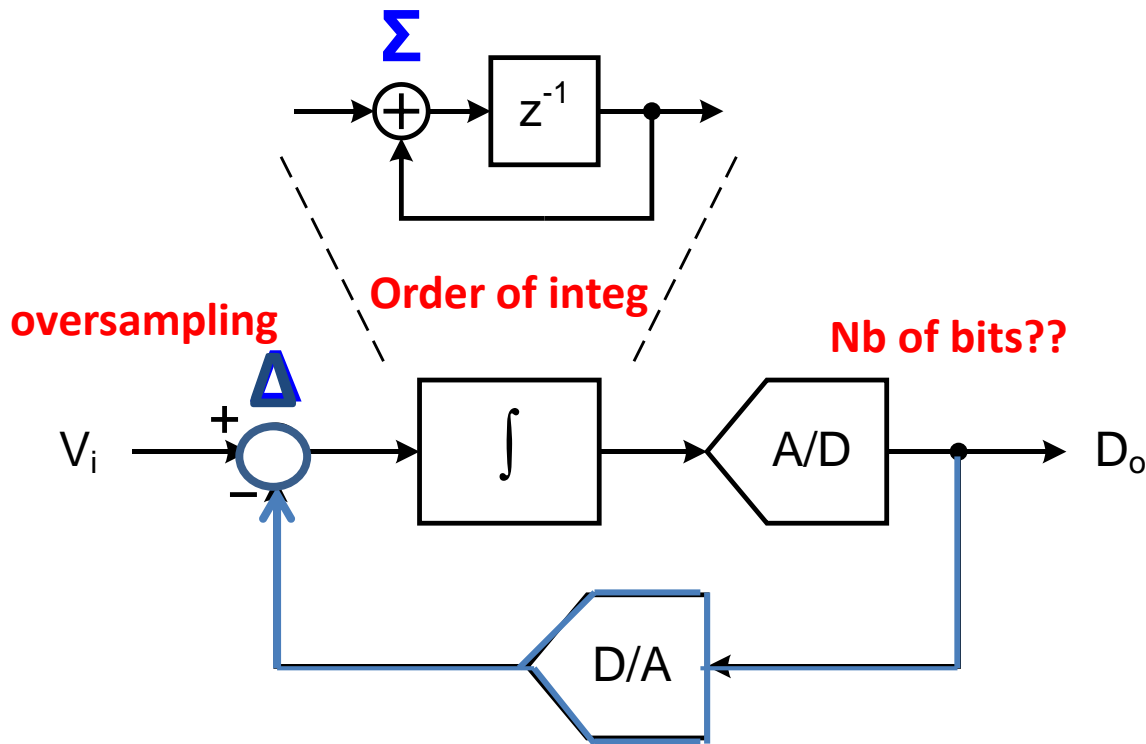 Σ
+
z⁻¹
Order of integ
oversampling
Nb of bits??
Δ
+
Vᵢ
∫
A/D
Dₒ
−
D/A